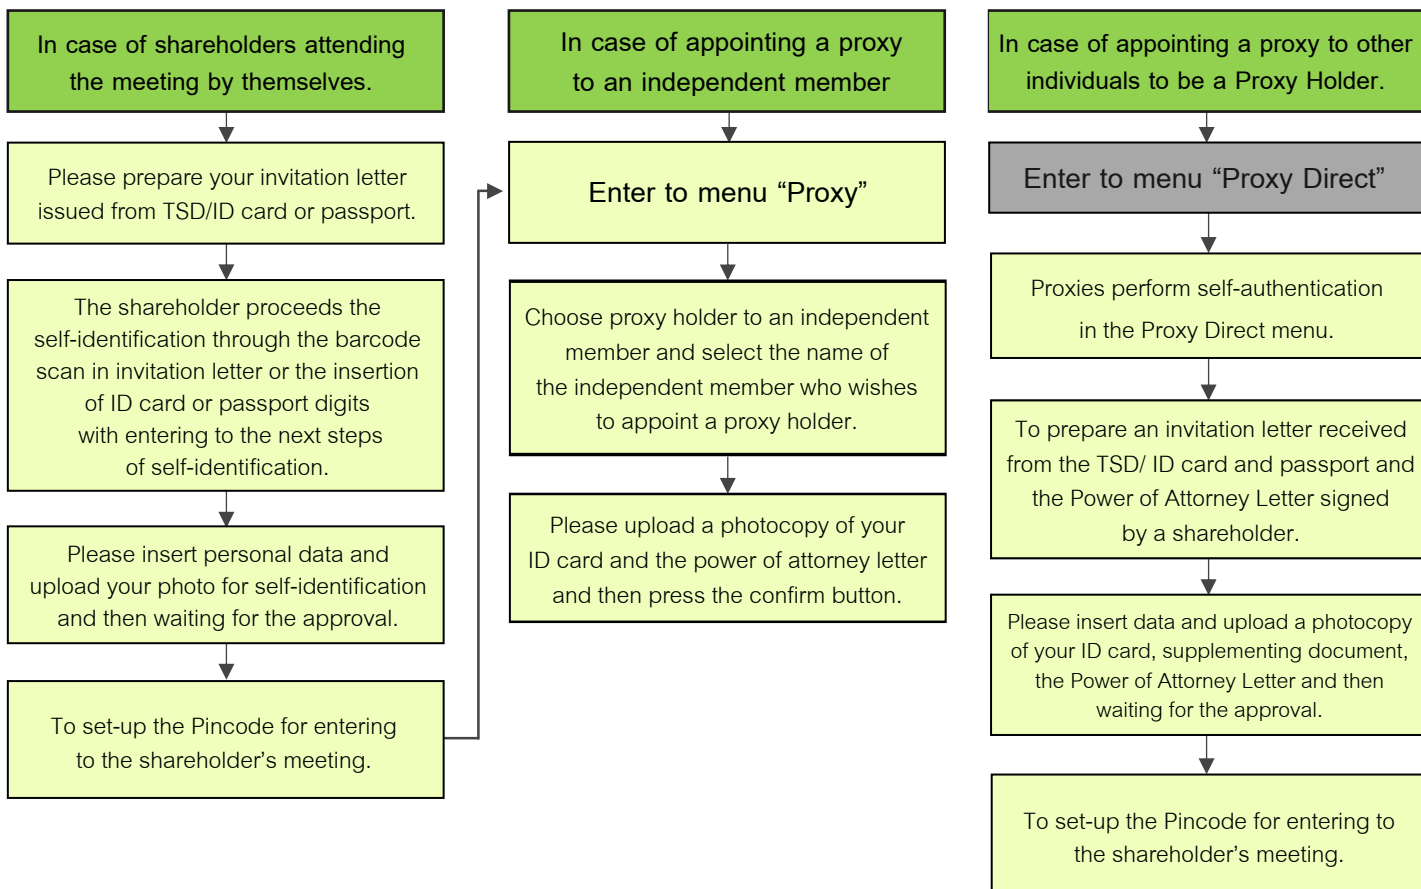 In case of shareholders attending
the meeting by themselves.
Please prepare your invitation letter
issued from TSD/ID card or passport.
The shareholder proceeds the
self-identification through the barcode
scan in invitation letter or the insertion
of ID card or passport digits
with entering to the next steps
of self-identification.
Please insert personal data and
upload your photo for self-identification
and then waiting for the approval.
To set-up the Pincode for entering
to the shareholder’s meeting.
In case of appointing a proxy
to an independent member
Enter to menu “Proxy”
Choose proxy holder to an independent
member and select the name of
the independent member who wishes
to appoint a proxy holder.
Please upload a photocopy of your
ID card and the power of attorney letter
and then press the confirm button.
In case of appointing a proxy to other
individuals to be a Proxy Holder.
Enter to menu “Proxy Direct”
Proxies perform self-authentication
in the Proxy Direct menu.
To prepare an invitation letter received
from the TSD/ ID card and passport and
the Power of Attorney Letter signed
by a shareholder.
Please insert data and upload a photocopy
of your ID card, supplementing document,
the Power of Attorney Letter and then
waiting for the approval.
To set-up the Pincode for entering to
the shareholder’s meeting.